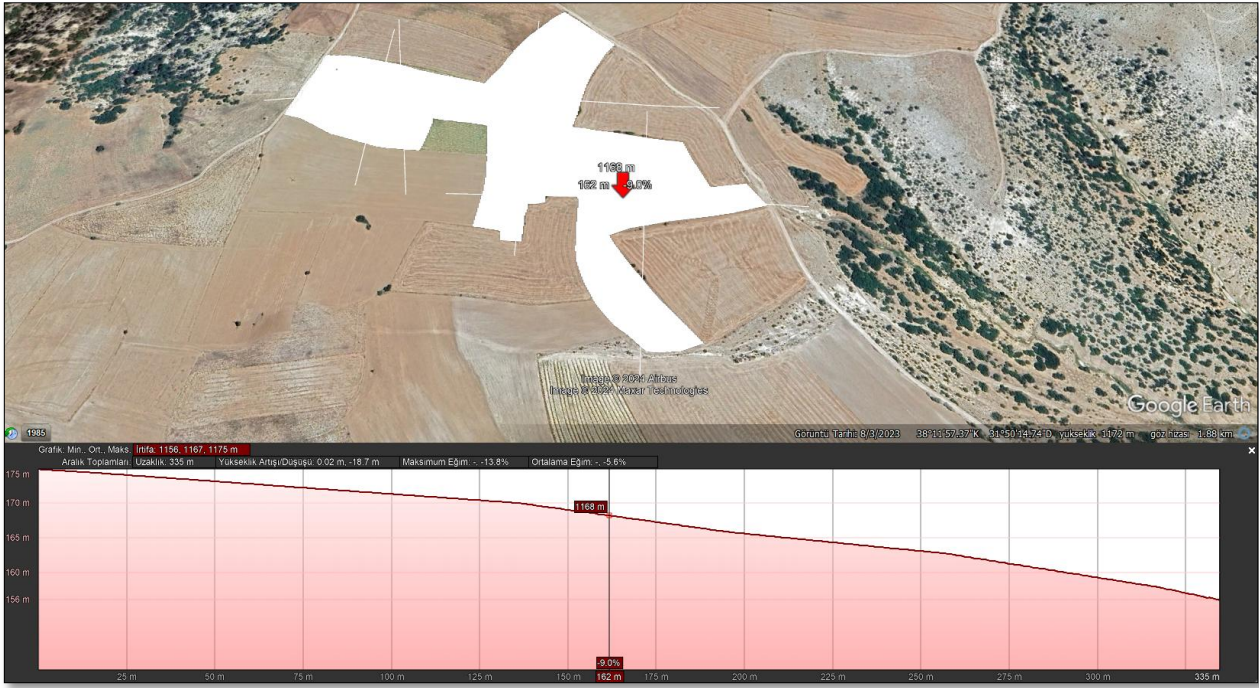 1168 m
162 m -9.0%
Image © 2024 Airbus
Image © 2024 Maxar Technologies
Google Earth
1985
Görüntü Tarihi: 8/3/2023 38°11'57.37"K 31°50'14.74"D yükseklik 1172 m göz hizası 1.88 km
Grafik: Min., Ort., Maks. İrtifa: 1156, 1167, 1175 m
Aralık Toplamları: Uzaklık: 335 m Yükseklik Artışı/Düşüşü: 0.02 m, -18.7 m Maksimum Eğim: -, -13.8% Ortalama Eğim: -, -5.6%
175 m
170 m
165 m
160 m
156 m
1168 m
-9.0%
25 m 50 m 75 m 100 m 125 m 150 m 162 m 175 m 200 m 225 m 250 m 275 m 300 m 335 m